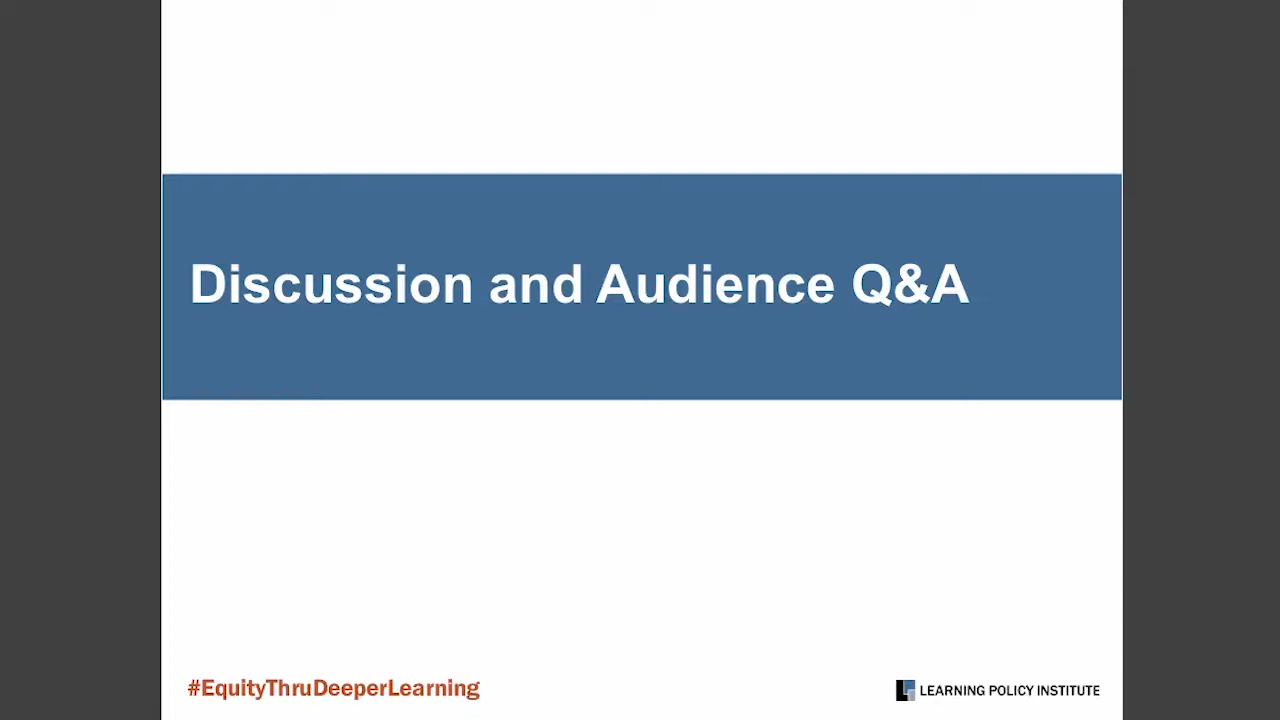 Discussion and Audience Q&A
#EquityThruDeeperLearning
LEARNING POLICY INSTITUTE